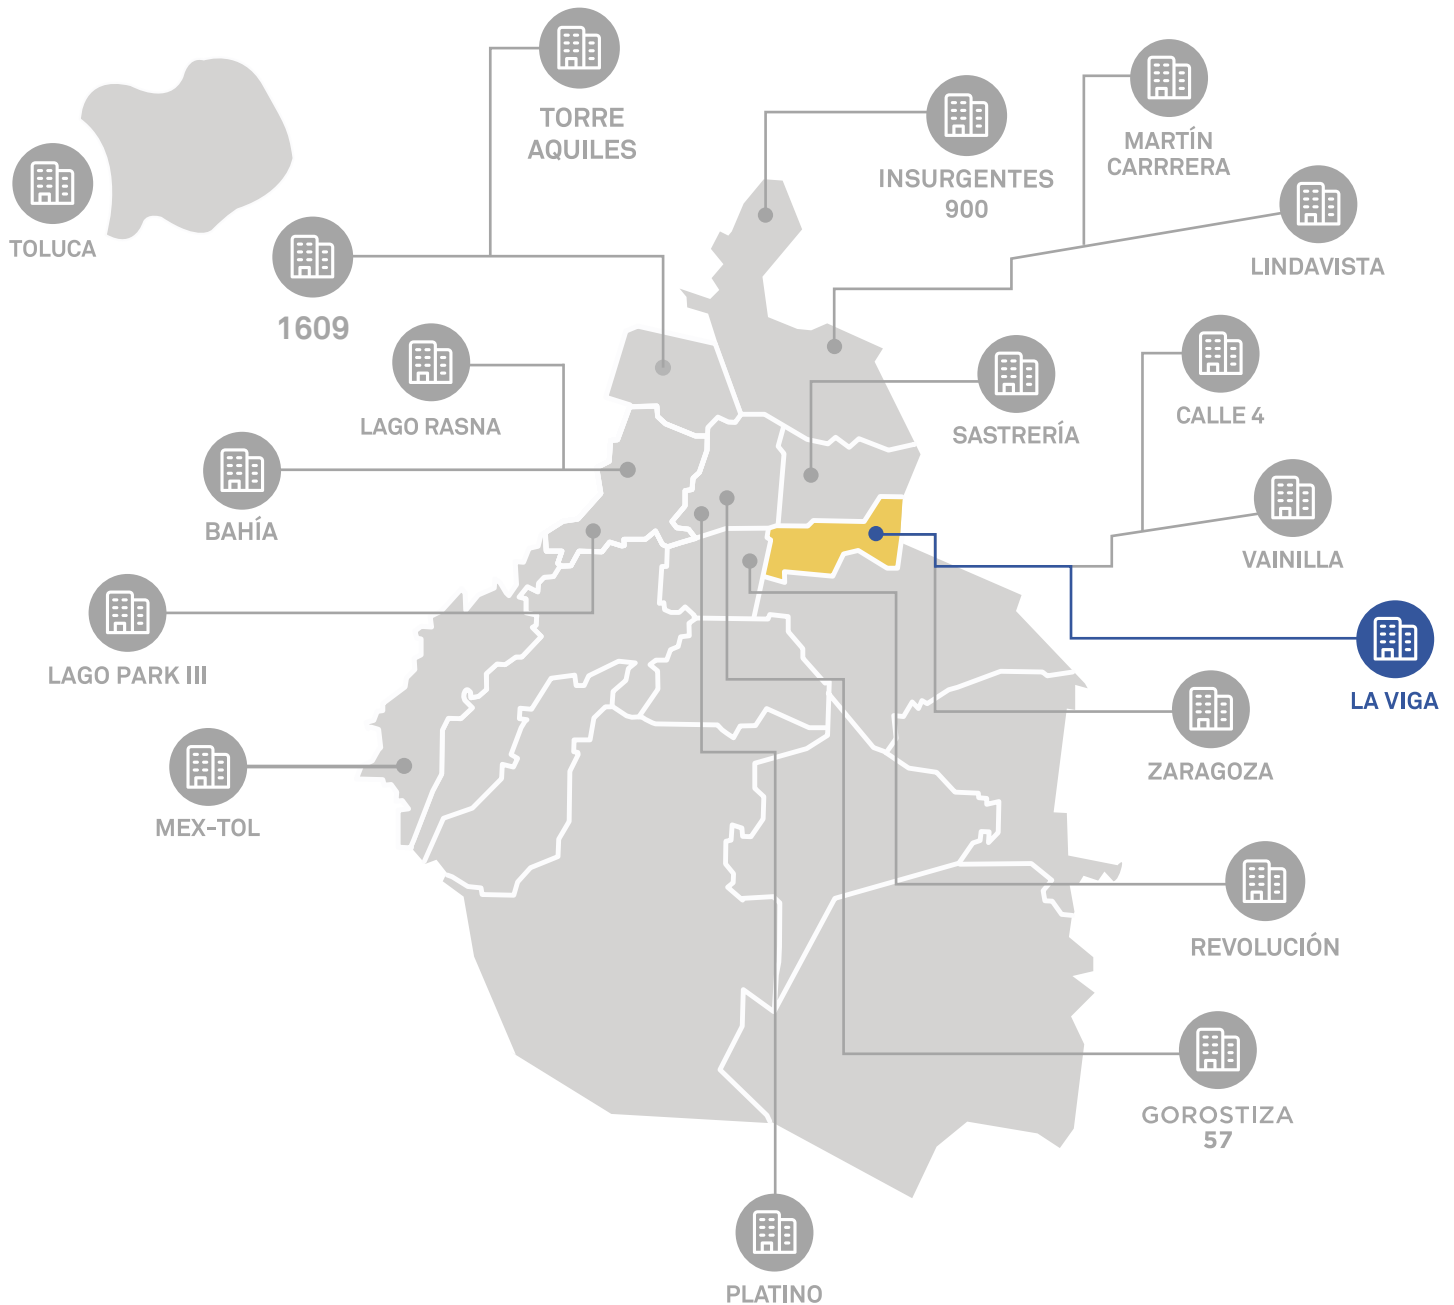 TORRE
AQUILES
MARTÍN
CARRRERA
INSURGENTES
900
TOLUCA
LINDAVISTA
1609
LAGO RASNA
CALLE 4
SASTRERÍA
BAHÍA
VAINILLA
LAGO PARK III
LA VIGA
ZARAGOZA
MEX-TOL
REVOLUCIÓN
GOROSTIZA
57
PLATINO